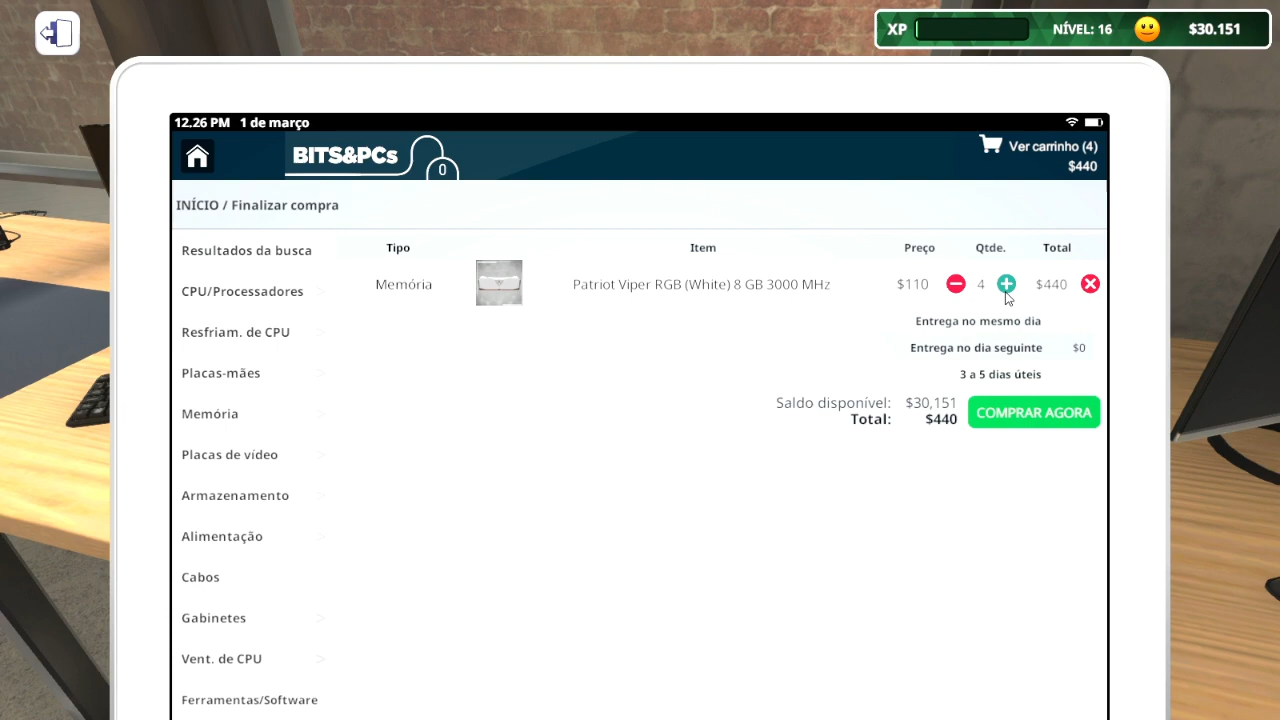 XP NÍVEL: 16 $30.151
12.26 PM 1 de março
BITS&PCs 0
Ver carrinho (4)
$440
INÍCIO / Finalizar compra
Resultados da busca
CPU/Processadores
Resfriam. de CPU
Placas-mães
Memória
Placas de vídeo
Armazenamento
Alimentação
Cabos
Gabinetes
Vent. de CPU
Ferramentas/Software
Tipo Item Preço Qtde. Total
Memória Patriot Viper RGB (White) 8 GB 3000 MHz $110 4 $440
Entrega no mesmo dia
Entrega no dia seguinte $0
3 a 5 dias úteis
Saldo disponível: $30,151
Total: $440
COMPRAR AGORA